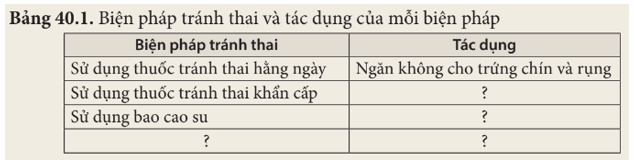 Bảng 40.1. Biện pháp tránh thai và tác dụng của mỗi biện pháp
Biện pháp tránh thai Tác dụng
Sử dụng thuốc tránh thai hằng ngày Ngăn không cho trứng chín và rụng
Sử dụng thuốc tránh thai khẩn cấp ?
Sử dụng bao cao su ?
? ?